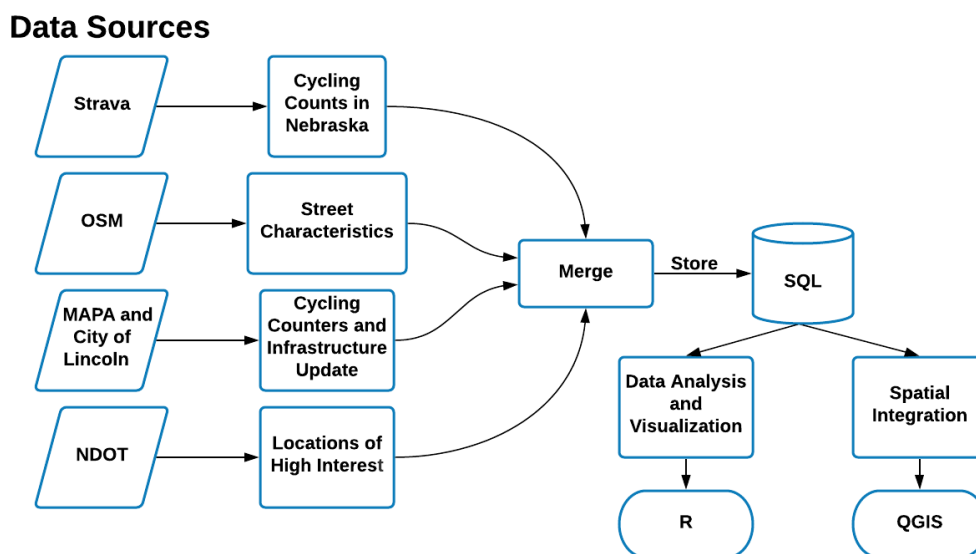 Data Sources
Strava
Cycling
Counts in
Nebraska
OSM
Street
Characteristics
MAPA and
City of
Lincoln
Cycling
Counters and
Infrastructure
Update
NDOT
Locations of
High Interest
Merge
Store
SQL
Data Analysis
and
Visualization
Spatial
Integration
R
QGIS